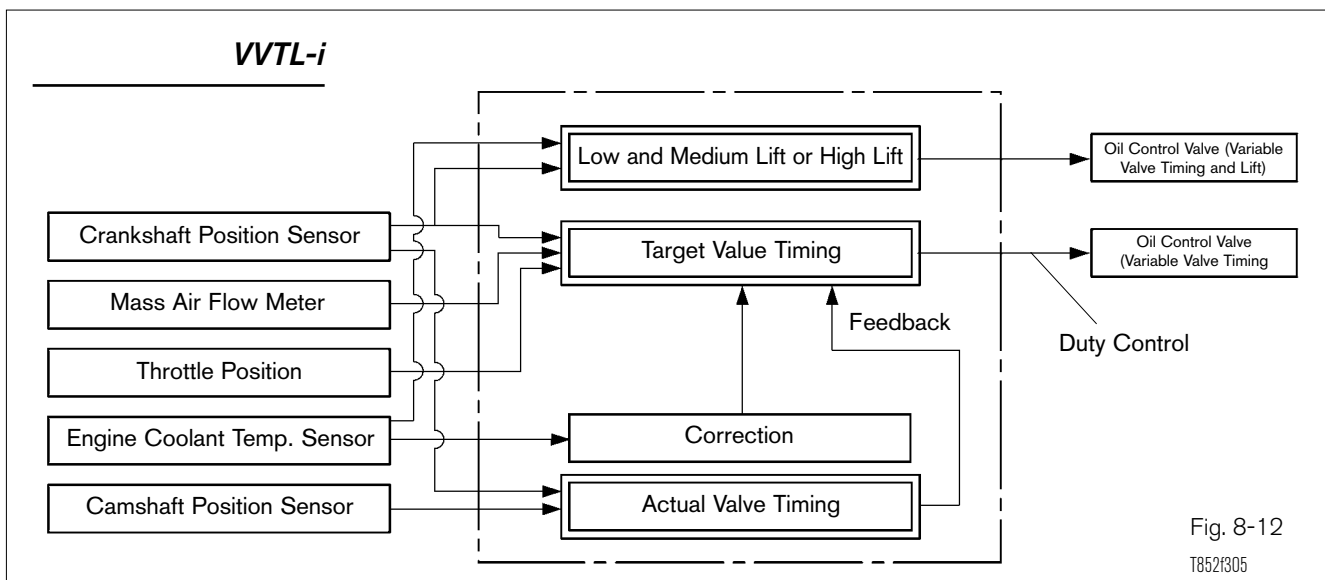 VVTL-i
Low and Medium Lift or High Lift
Oil Control Valve (Variable
Valve Timing and Lift)
Crankshaft Position Sensor
Target Value Timing
Oil Control Valve
(Variable Valve Timing
Mass Air Flow Meter
Feedback
Duty Control
Throttle Position
Engine Coolant Temp. Sensor
Correction
Camshaft Position Sensor
Actual Valve Timing
Fig. 8-12
T852f305